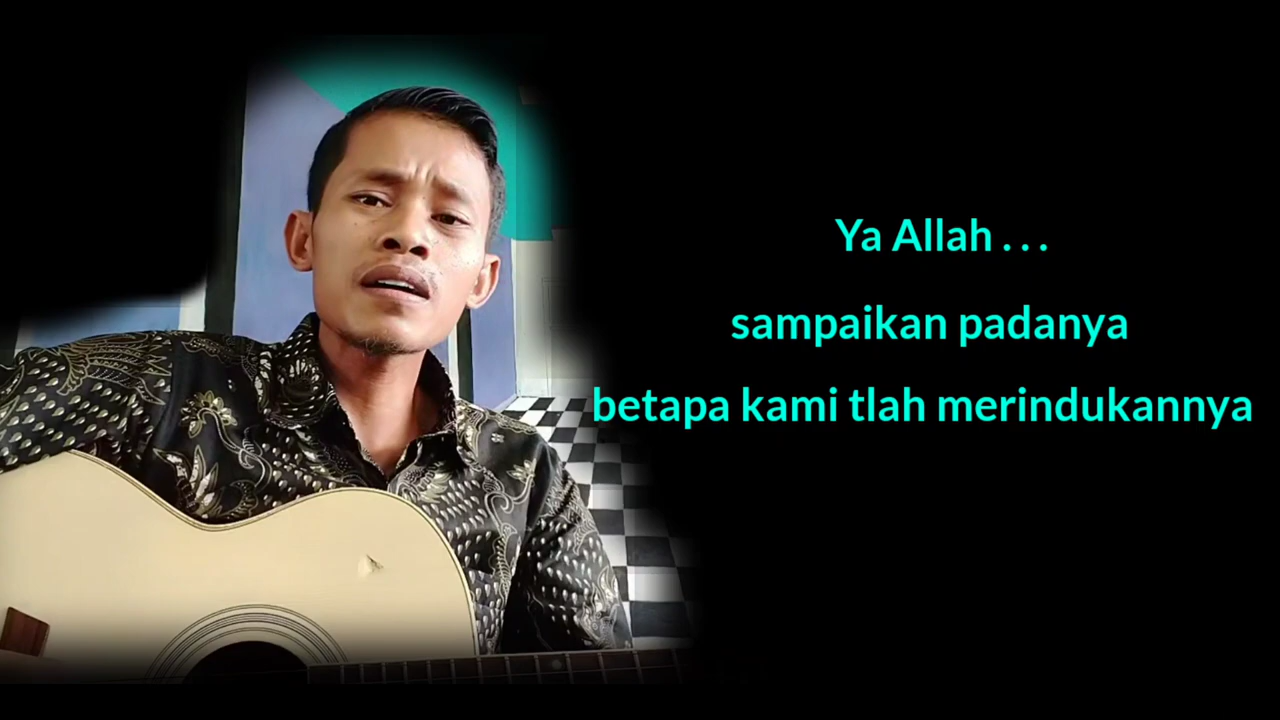 Ya Allah . . .
sampaikan padanya
betapa kami tlah merindukannya